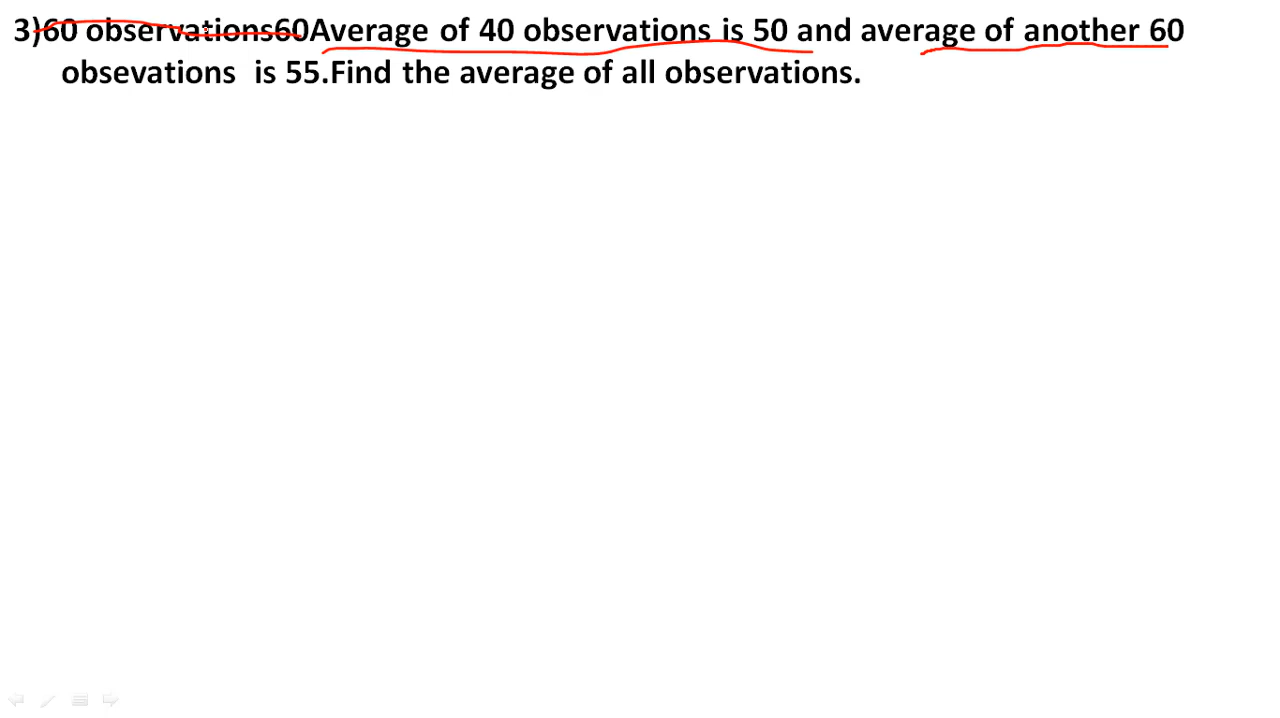 3)60 observations60Average of 40 observations is 50 and average of another 60
obsevations is 55.Find the average of all observations.